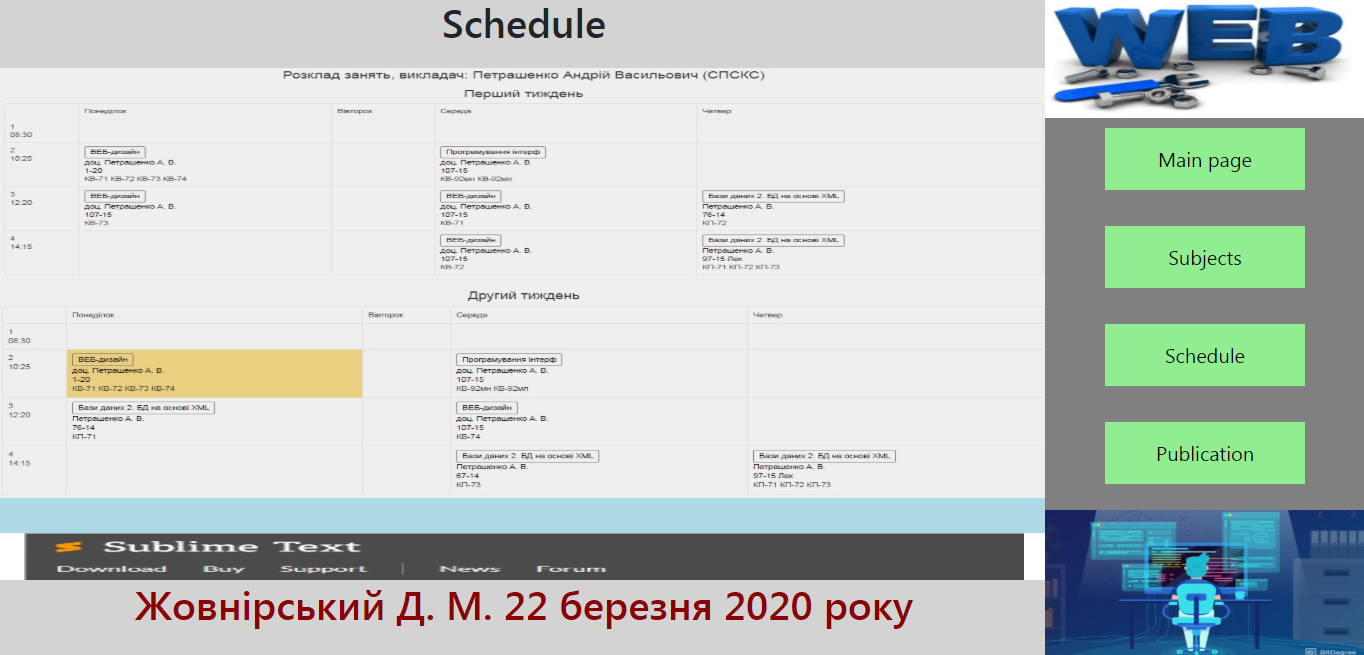 Schedule
Розклад занять, викладач: Петрашенко Андрій Васильович (СПСКС)
Перший тиждень
Понеділок Вівторок Середа Четвер
1
08:30
2
10:25
ВЕБ-дизайн
доц. Петрашенко А. В.
1-20
КВ-71 КВ-72 КВ-73 КВ-74
Програмування інтерф
доц. Петрашенко А. В.
107-15
КВ-92мн КВ-92мп
3
12:20
ВЕБ-дизайн
доц. Петрашенко А. В.
107-15
КВ-73
ВЕБ-дизайн
доц. Петрашенко А. В.
107-15
КВ-71
Бази даних 2. БД на основі XML
Петрашенко А. В.
76-14
КП-72
4
14:15
ВЕБ-дизайн
доц. Петрашенко А. В.
107-15
КВ-72
Бази даних 2. БД на основі XML
Петрашенко А. В.
97-15 Лек
КП-71 КП-72 КП-73
Другий тиждень
Понеділок Вівторок Середа Четвер
1
08:30
2
10:25
ВЕБ-дизайн
доц. Петрашенко А. В.
1-20
КВ-71 КВ-72 КВ-73 КВ-74
Програмування інтерф
доц. Петрашенко А. В.
107-15
КВ-92мн КВ-92мп
3
12:20
Бази даних 2. БД на основі XML
Петрашенко А. В.
76-14
КП-71
ВЕБ-дизайн
доц. Петрашенко А. В.
107-15
КВ-74
4
14:15
Бази даних 2. БД на основі XML
Петрашенко А. В.
67-14
КП-73
Бази даних 2. БД на основі XML
Петрашенко А. В.
97-15 Лек
КП-71 КП-72 КП-73
Sublime Text
Download Buy Support | News Forum
Жовнірський Д. М. 22 березня 2020 року
WEB
Main page
Subjects
Schedule
Publication
BitDegree